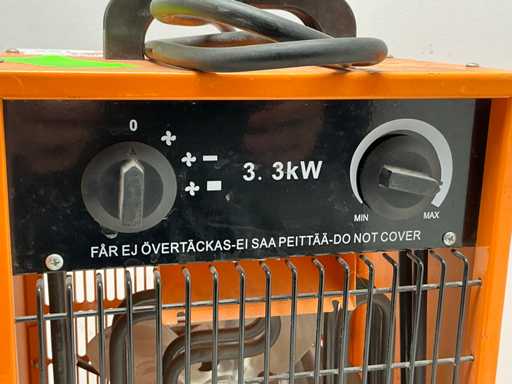 0
3. 3kW
MIN MAX
FÅR EJ ÖVERTÄCKAS-EI SAA PEITTÄÄ-DO NOT COVER